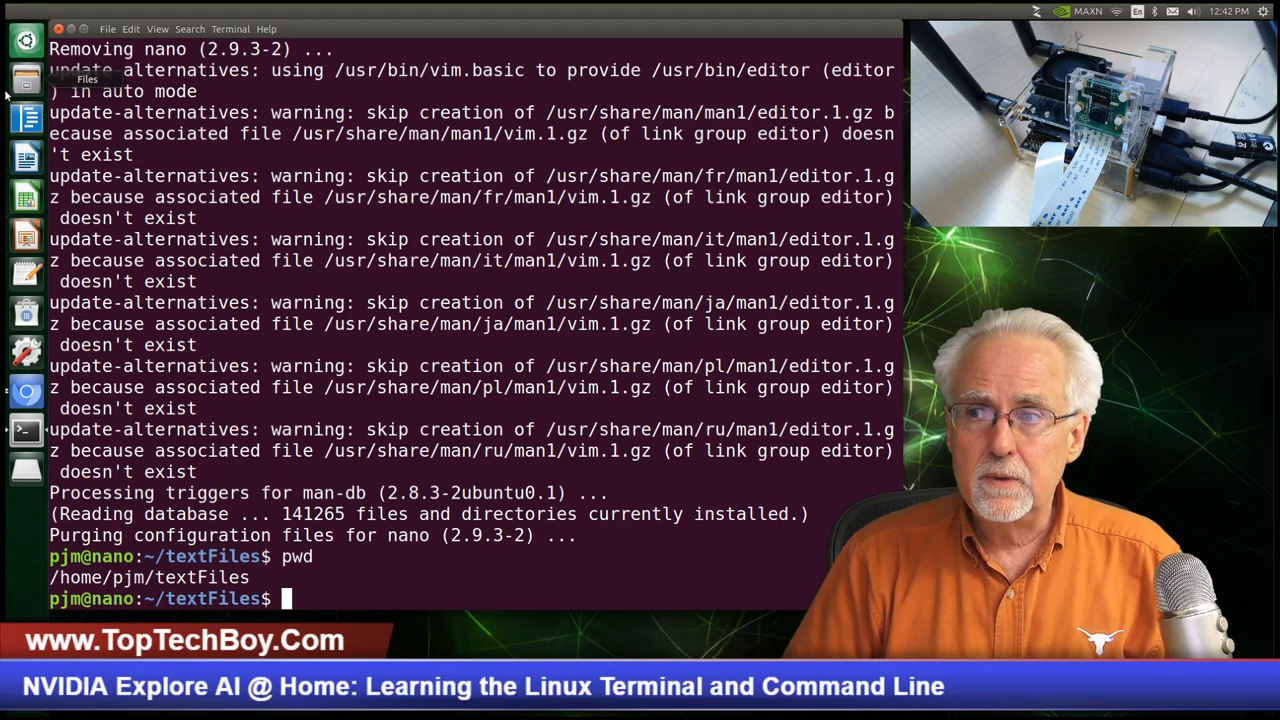 File Edit View Search Terminal Help
MAXN
En
12:42 PM
Files
Removing nano (2.9.3-2) ...
update-alternatives: using /usr/bin/vim.basic to provide /usr/bin/editor (editor
) in auto mode
update-alternatives: warning: skip creation of /usr/share/man/man1/editor.1.gz b
ecause associated file /usr/share/man/man1/vim.1.gz (of link group editor) doesn
't exist
update-alternatives: warning: skip creation of /usr/share/man/fr/man1/editor.1.g
z because associated file /usr/share/man/fr/man1/vim.1.gz (of link group editor)
doesn't exist
update-alternatives: warning: skip creation of /usr/share/man/it/man1/editor.1.g
z because associated file /usr/share/man/it/man1/vim.1.gz (of link group editor)
doesn't exist
update-alternatives: warning: skip creation of /usr/share/man/ja/man1/editor.1.g
z because associated file /usr/share/man/ja/man1/vim.1.gz (of link group editor)
doesn't exist
update-alternatives: warning: skip creation of /usr/share/man/pl/man1/editor.1.g
z because associated file /usr/share/man/pl/man1/vim.1.gz (of link group editor)
doesn't exist
update-alternatives: warning: skip creation of /usr/share/man/ru/man1/editor.1.g
z because associated file /usr/share/man/ru/man1/vim.1.gz (of link group editor)
doesn't exist
Processing triggers for man-db (2.8.3-2ubuntu0.1) ...
(Reading database ... 141265 files and directories currently installed.)
Purging configuration files for nano (2.9.3-2) ...
pjm@nano:~/textFiles$ pwd
/home/pjm/textFiles
pjm@nano:~/textFiles$
www.TopTechBoy.Com
NVIDIA Explore AI @ Home: Learning the Linux Terminal and Command Line